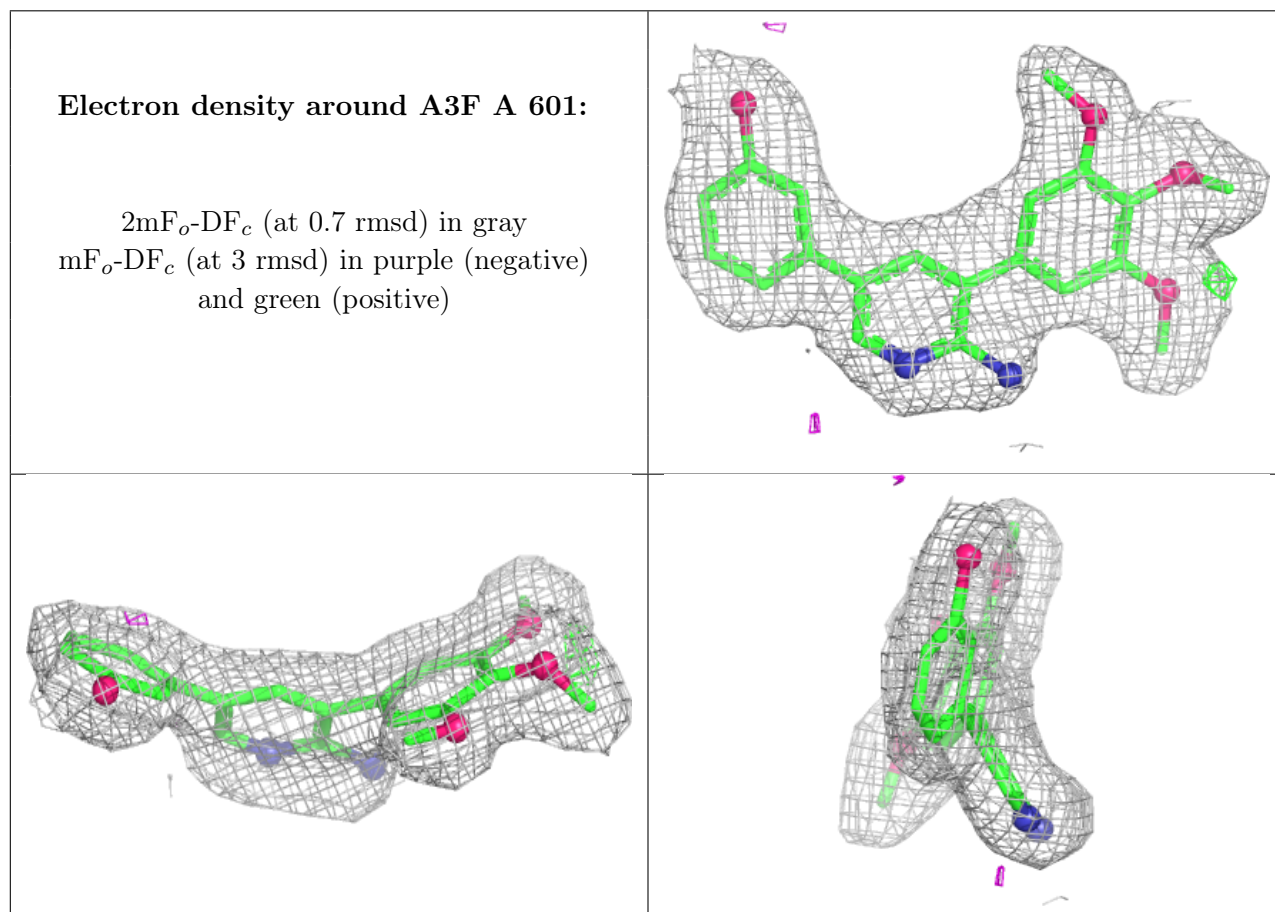 Electron density around A3F A 601:
2mFo-DFc (at 0.7 rmsd) in gray
mFo-DFc (at 3 rmsd) in purple (negative)
and green (positive)